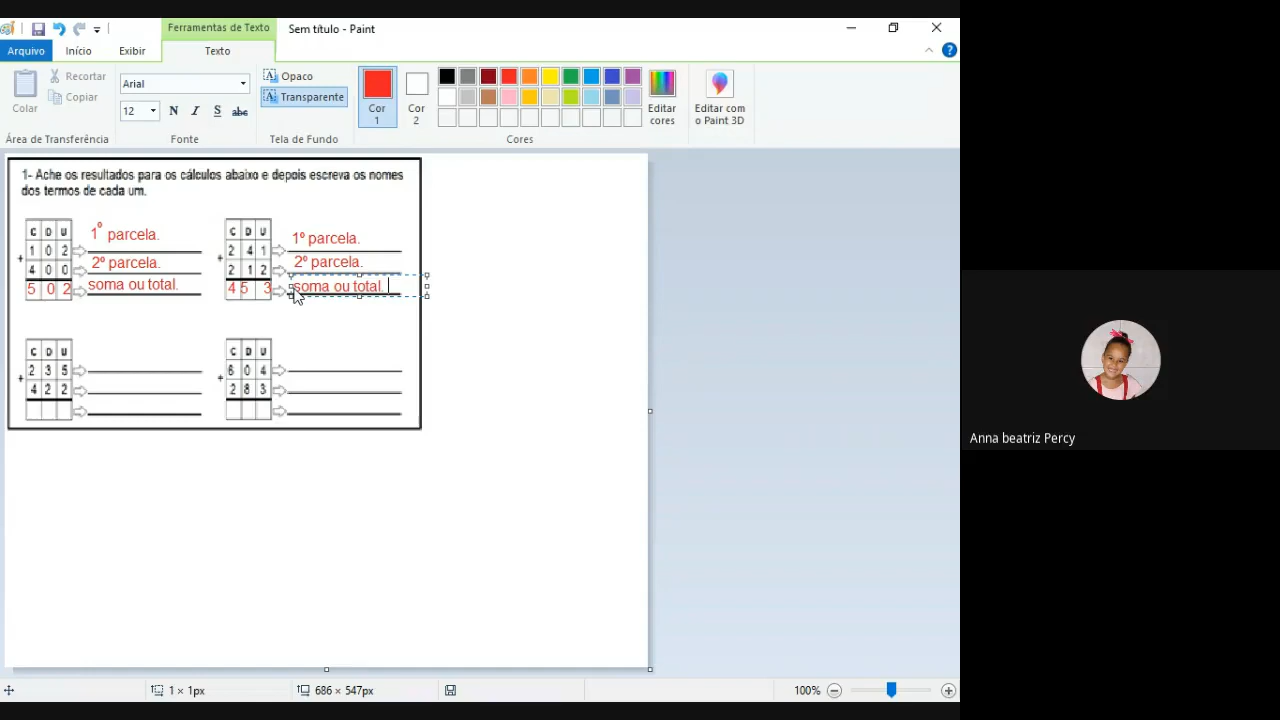 Ferramentas de Texto
Sem título - Paint
Arquivo
Início
Exibir
Texto
Colar
Recortar
Copiar
Área de Transferência
Arial
12
N I S abc
Fonte
Opaco
Transparente
Tela de Fundo
Cor
1
Cor
2
Cores
Editar
cores
Editar com
o Paint 3D
1- Ache os resultados para os cálculos abaixo e depois escreva os nomes
dos termos de cada um.
C D U
1 0 2 1º parcela.
+ 4 0 0 2º parcela.
5 0 2 soma ou total.
C D U
2 4 1 1º parcela.
+ 2 1 2 2º parcela.
4 5 3 soma ou total.
C D U
2 3 5
+ 4 2 2
C D U
6 0 4
+ 2 8 3
Anna beatriz Percy
1 × 1px
686 × 547px
100%